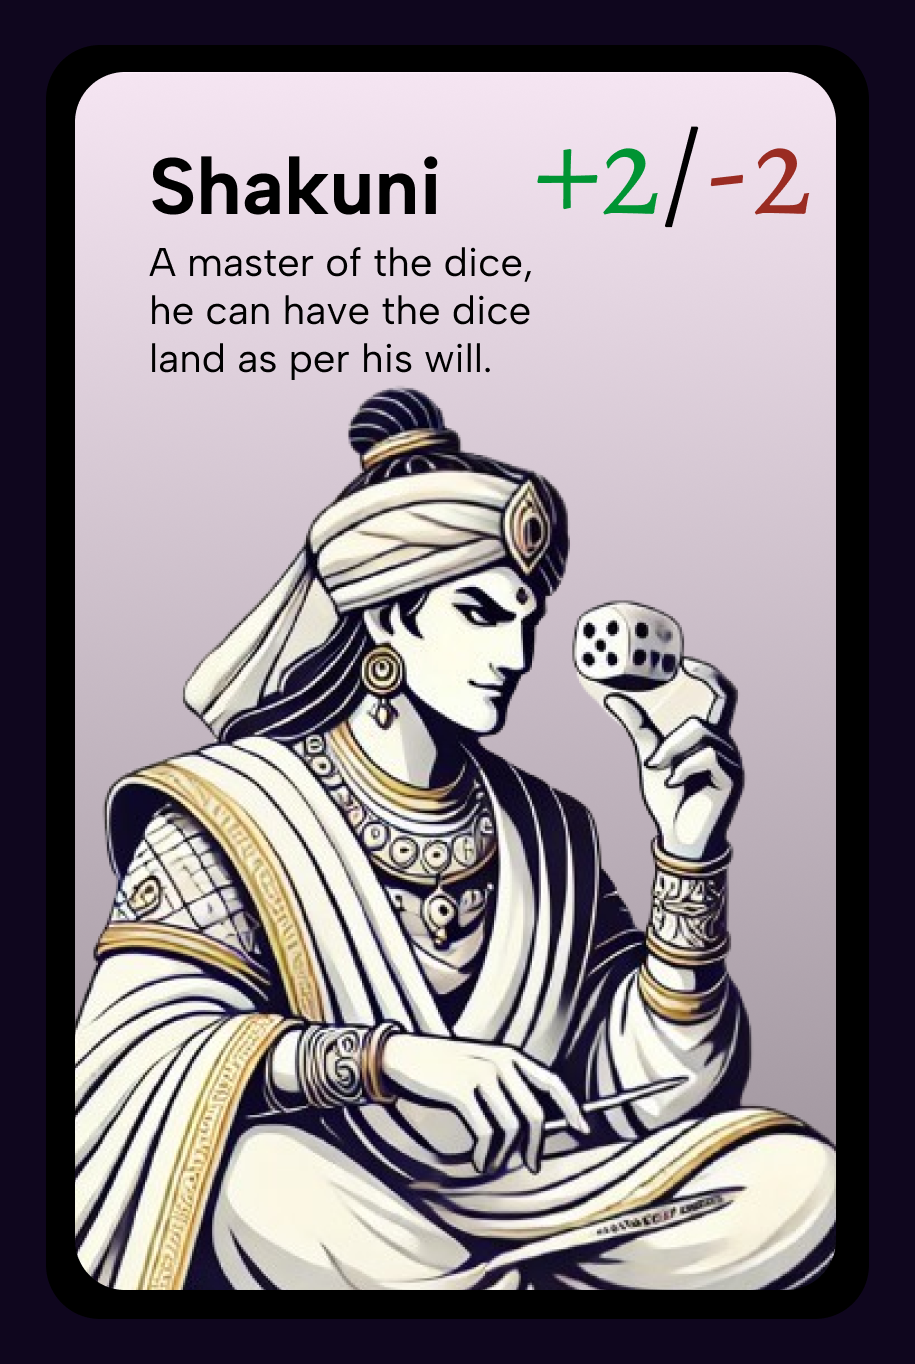 Shakuni +2/-2
A master of the dice,
he can have the dice
land as per his will.